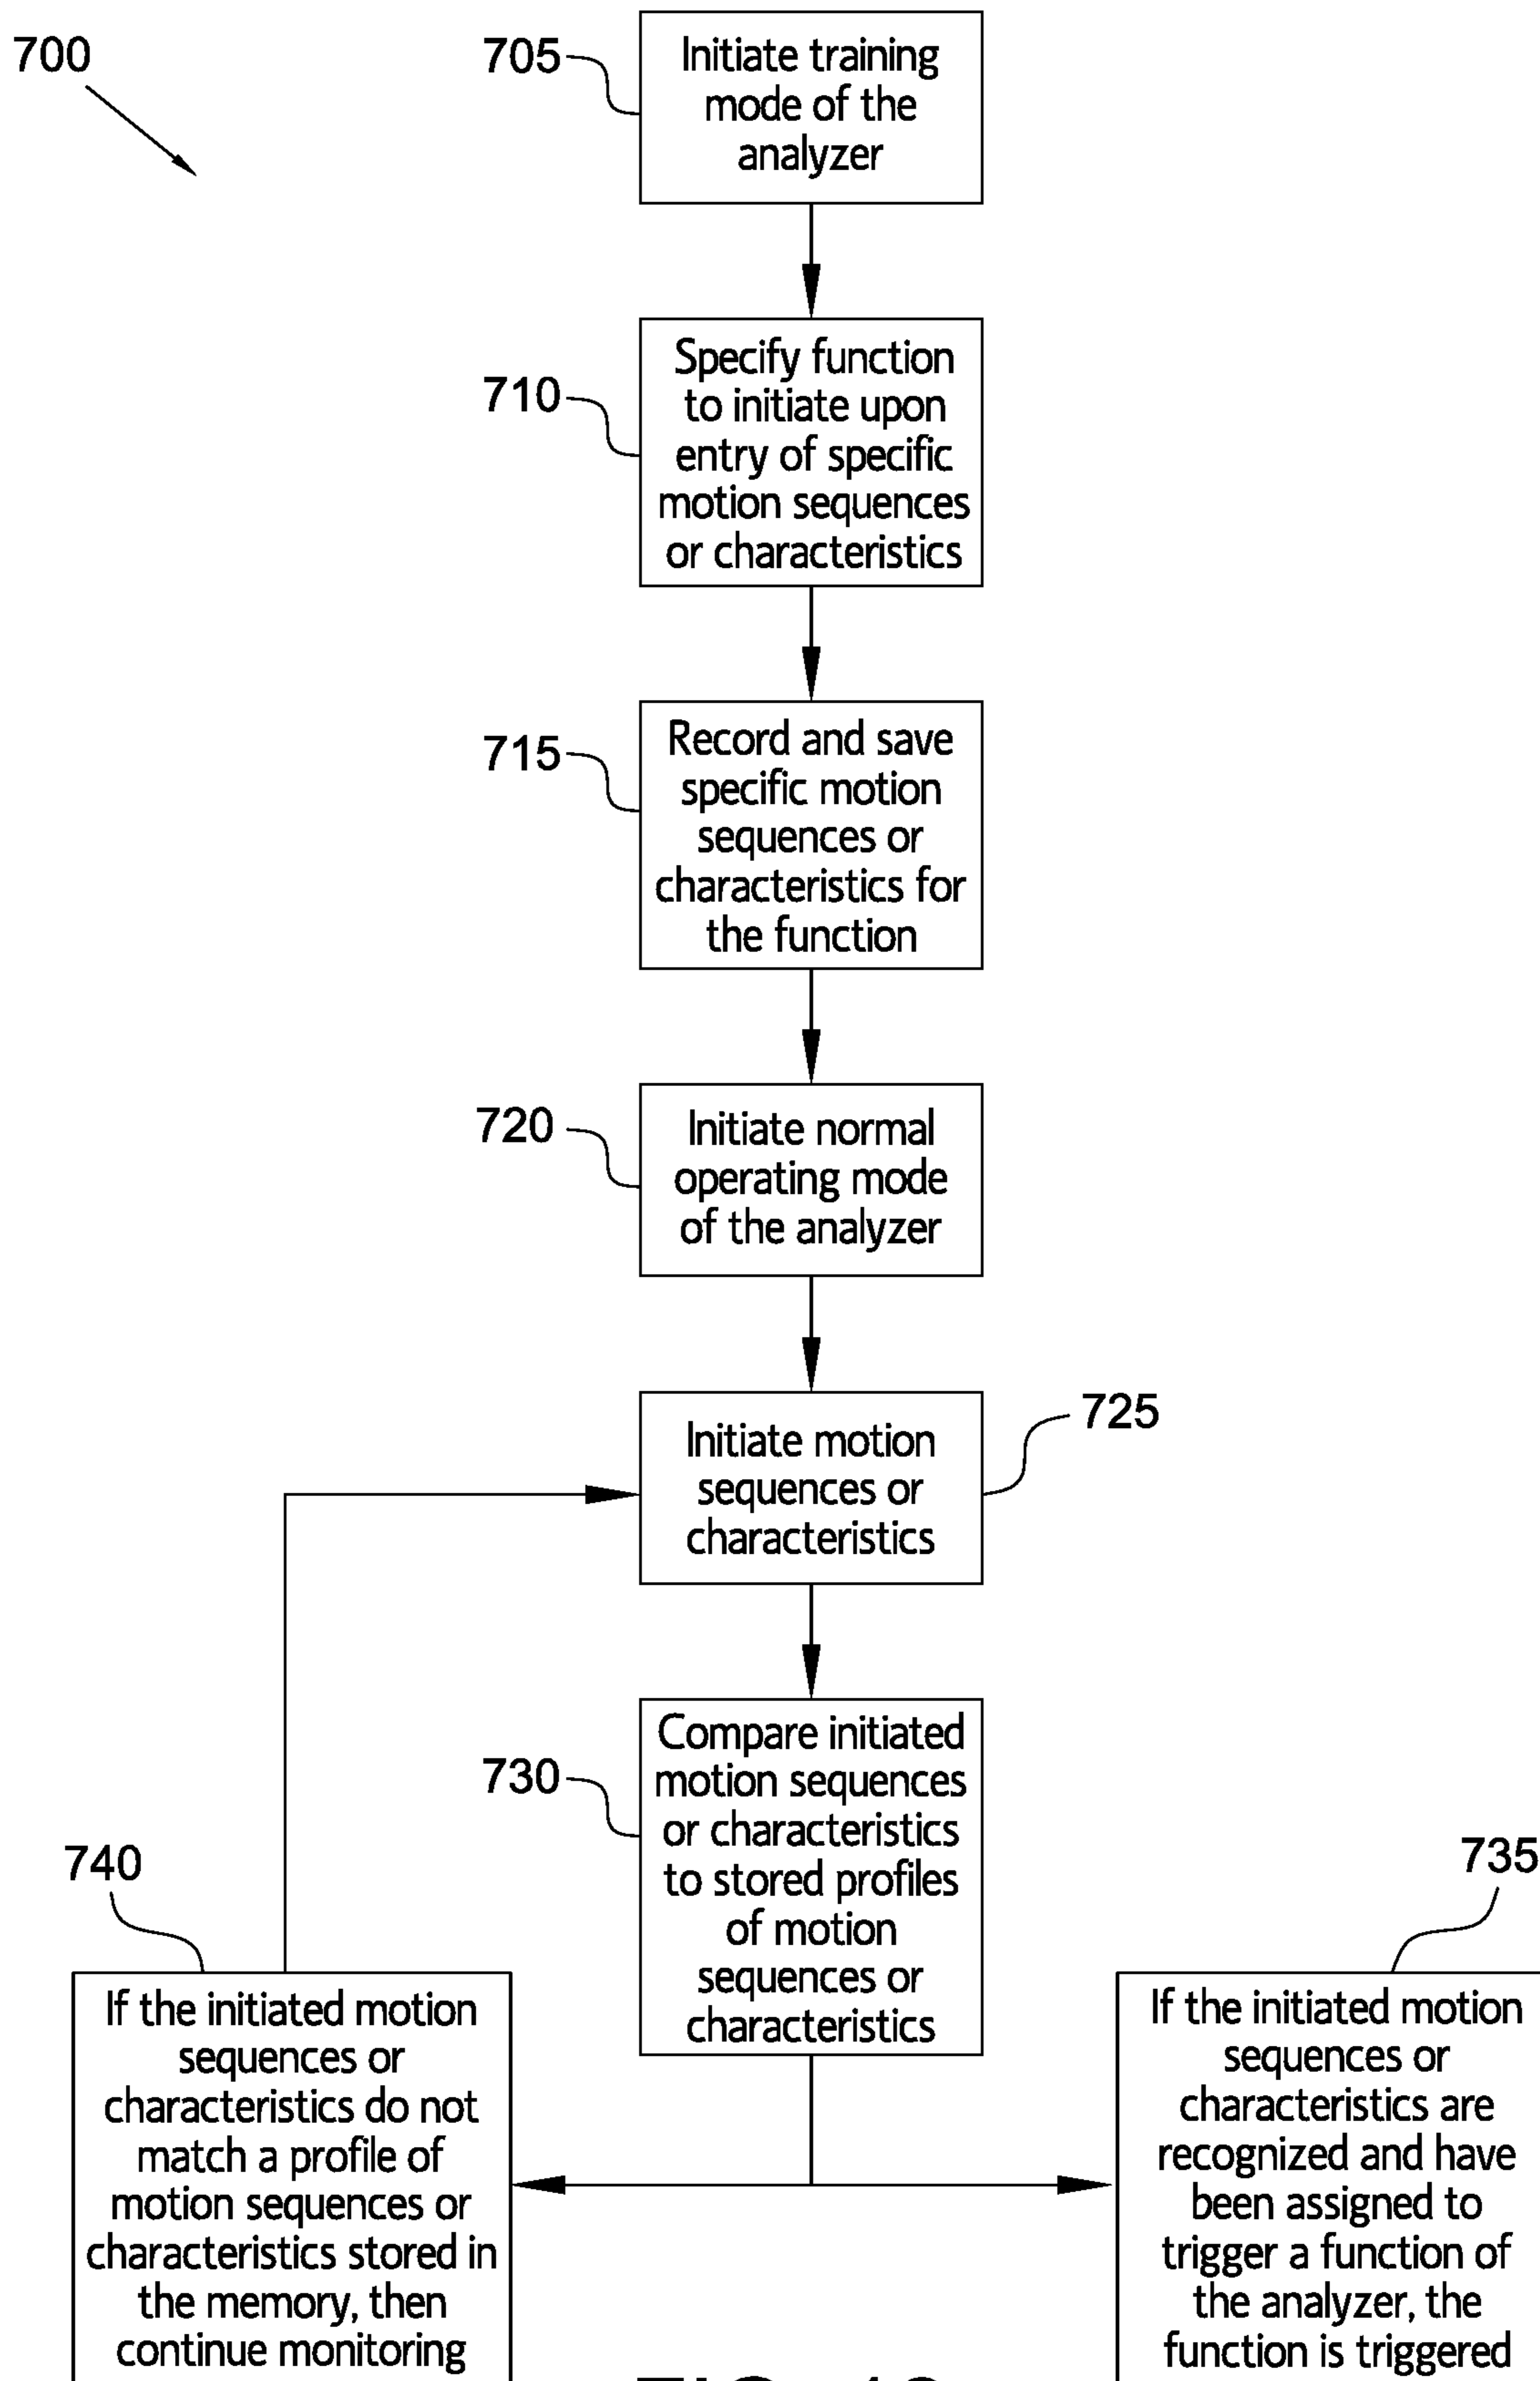 700
705
Initiate training
mode of the
analyzer
710
Specify function
to initiate upon
entry of specific
motion sequences
or characteristics
715
Record and save
specific motion
sequences or
characteristics for
the function
720
Initiate normal
operating mode
of the analyzer
725
Initiate motion
sequences or
characteristics
730
Compare initiated
motion sequences
or characteristics
to stored profiles
of motion
sequences or
characteristics
740
If the initiated motion
sequences or
characteristics do not
match a profile of
motion sequences or
characteristics stored in
the memory, then
continue monitoring
735
If the initiated motion
sequences or
characteristics are
recognized and have
been assigned to
trigger a function of
the analyzer, the
function is triggered